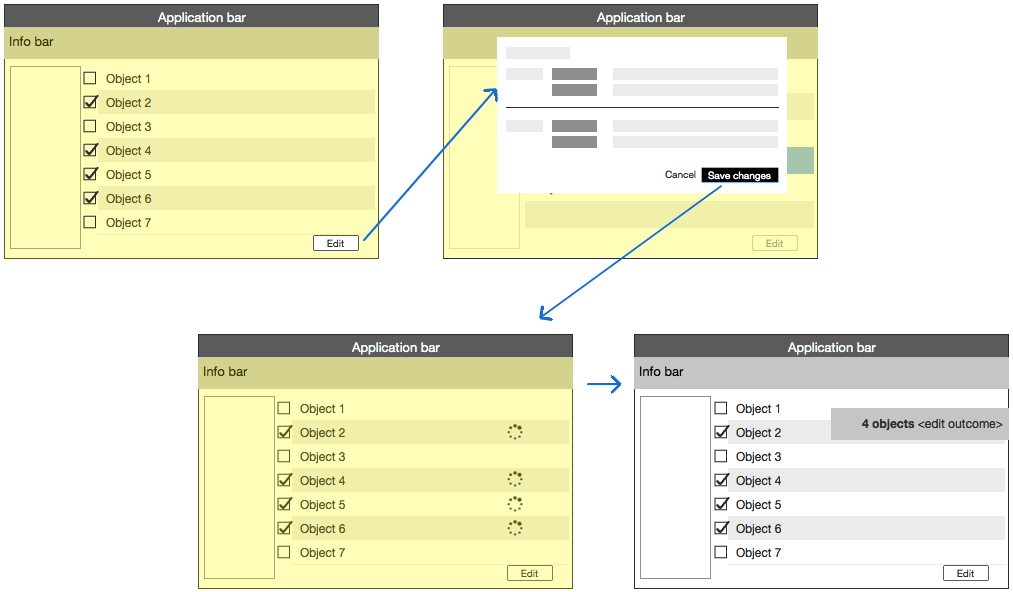 Application bar
Info bar
Object 1
Object 2
Object 3
Object 4
Object 5
Object 6
Object 7
Edit
Application bar
Cancel Save changes
Edit
Application bar
Info bar
Object 1
Object 2
Object 3
Object 4
Object 5
Object 6
Object 7
Edit
Application bar
Info bar
Object 1
4 objects <edit outcome>
Object 2
Object 3
Object 4
Object 5
Object 6
Object 7
Edit